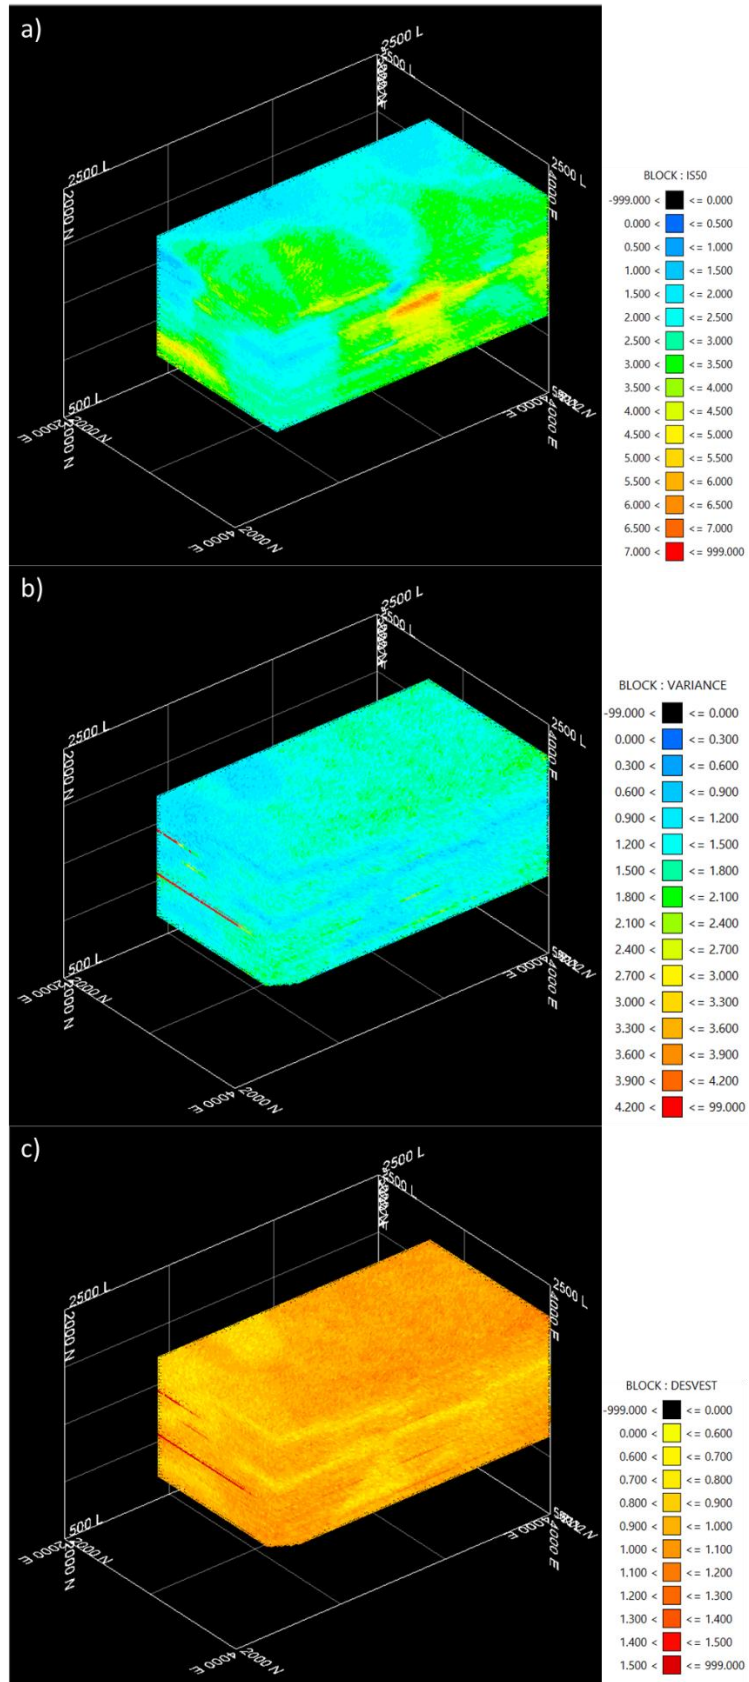 a)
2500 L
2500 L
2500 L
2500 L
2000 N
4000 E
500 L
2000 E
2000 N
2000 N
4000 E
4000 E
4000 E
2000 N
BLOCK : IS50
-999.000 < <= 0.000
0.000 < <= 0.500
0.500 < <= 1.000
1.000 < <= 1.500
1.500 < <= 2.000
2.000 < <= 2.500
2.500 < <= 3.000
3.000 < <= 3.500
3.500 < <= 4.000
4.000 < <= 4.500
4.500 < <= 5.000
5.000 < <= 5.500
5.500 < <= 6.000
6.000 < <= 6.500
6.500 < <= 7.000
7.000 < <= 999.000
b)
2500 L
2500 L
2500 L
2500 L
2000 N
4000 E
500 L
2000 E
2000 N
2000 N
4000 E
4000 E
4000 E
2000 N
BLOCK : VARIANCE
-99.000 < <= 0.000
0.000 < <= 0.300
0.300 < <= 0.600
0.600 < <= 0.900
0.900 < <= 1.200
1.200 < <= 1.500
1.500 < <= 1.800
1.800 < <= 2.100
2.100 < <= 2.400
2.400 < <= 2.700
2.700 < <= 3.000
3.000 < <= 3.300
3.300 < <= 3.600
3.600 < <= 3.900
3.900 < <= 4.200
4.200 < <= 99.000
c)
2500 L
2500 L
2500 L
2500 L
2000 N
4000 E
500 L
2000 E
2000 N
2000 N
4000 E
4000 E
4000 E
2000 N
BLOCK : DESVEST
-999.000 < <= 0.000
0.000 < <= 0.600
0.600 < <= 0.700
0.700 < <= 0.800
0.800 < <= 0.900
0.900 < <= 1.000
1.000 < <= 1.100
1.100 < <= 1.200
1.200 < <= 1.300
1.300 < <= 1.400
1.400 < <= 1.500
1.500 < <= 999.000